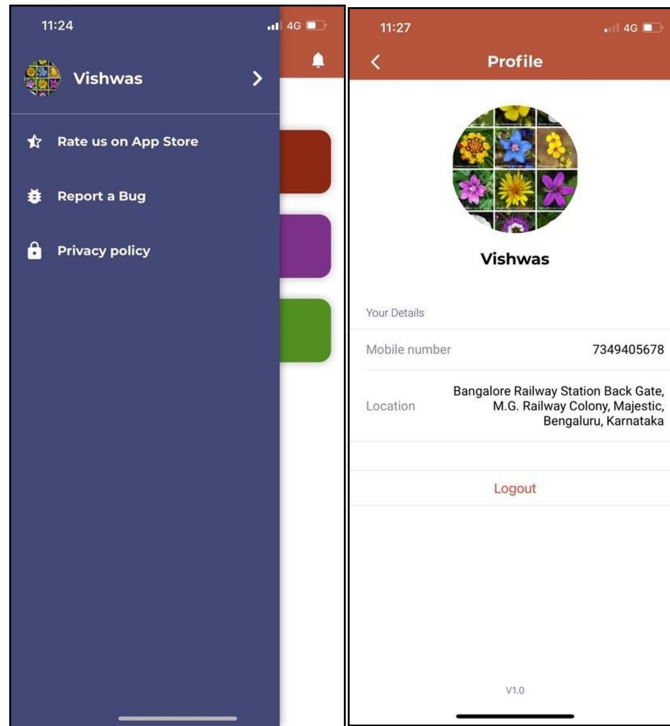 11:24
4G
Vishwas
Rate us on App Store
Report a Bug
Privacy policy
11:27
4G
Profile
Vishwas
Your Details
Mobile number
7349405678
Location
Bangalore Railway Station Back Gate,
M.G. Railway Colony, Majestic,
Bengaluru, Karnataka
Logout
V1.0